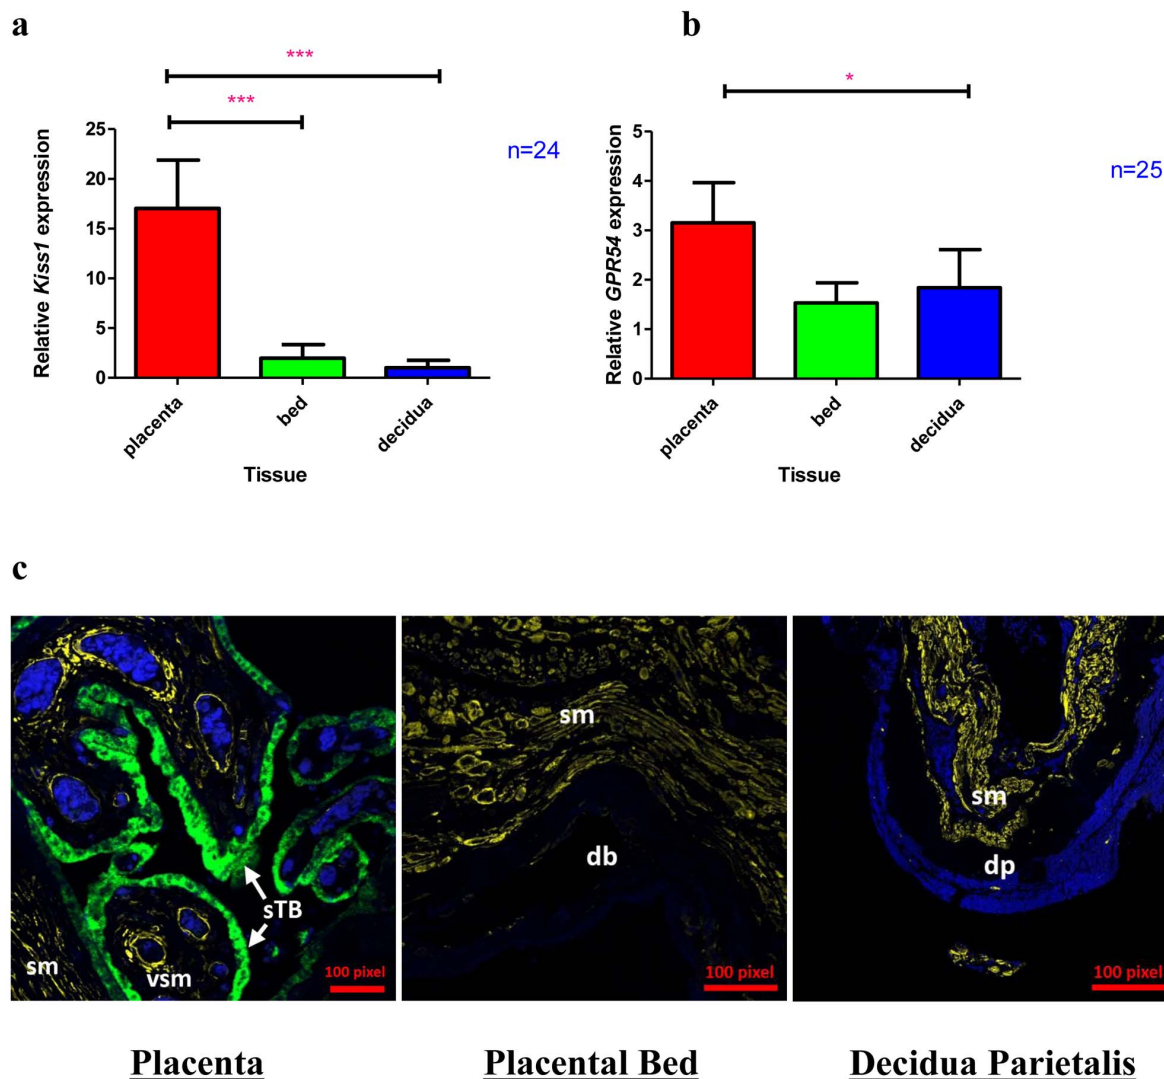 a
***
***
n=24
25
20
15
10
5
0
Relative Kiss1 expression
placenta
bed
decidua
Tissue
b
*
n=25
5
4
3
2
1
0
Relative GPR54 expression
placenta
bed
decidua
Tissue
c
sTB
sm
vsm
100 pixel
sm
db
100 pixel
sm
dp
100 pixel
Placenta
Placental Bed
Decidua Parietalis